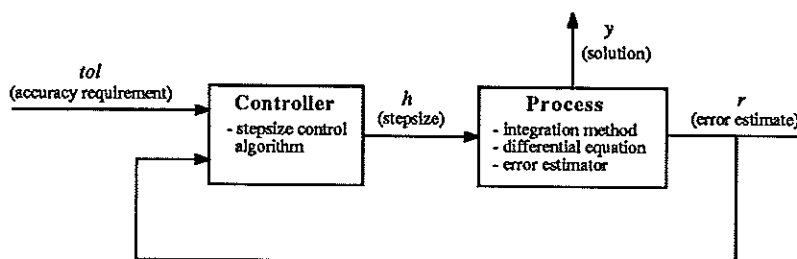 tol
(accuracy requirement)
Controller
- stepsize control
algorithm
h
(stepsize)
y
(solution)
Process
- integration method
- differential equation
- error estimator
r
(error estimate)